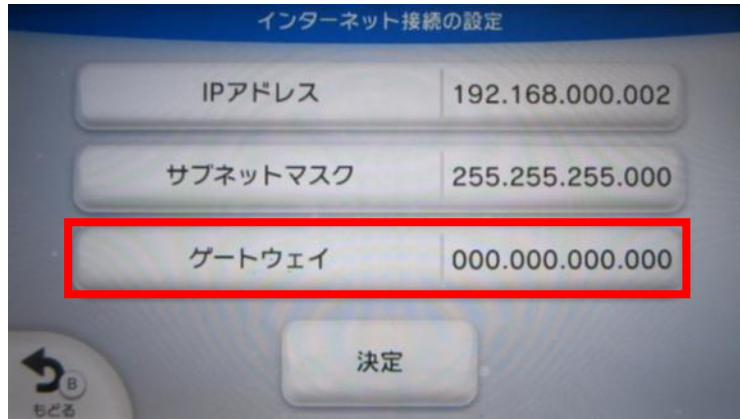 インターネット接続の設定
IPアドレス 192.168.000.002
サブネットマスク 255.255.255.000
ゲートウェイ 000.000.000.000
決定
B
もどる